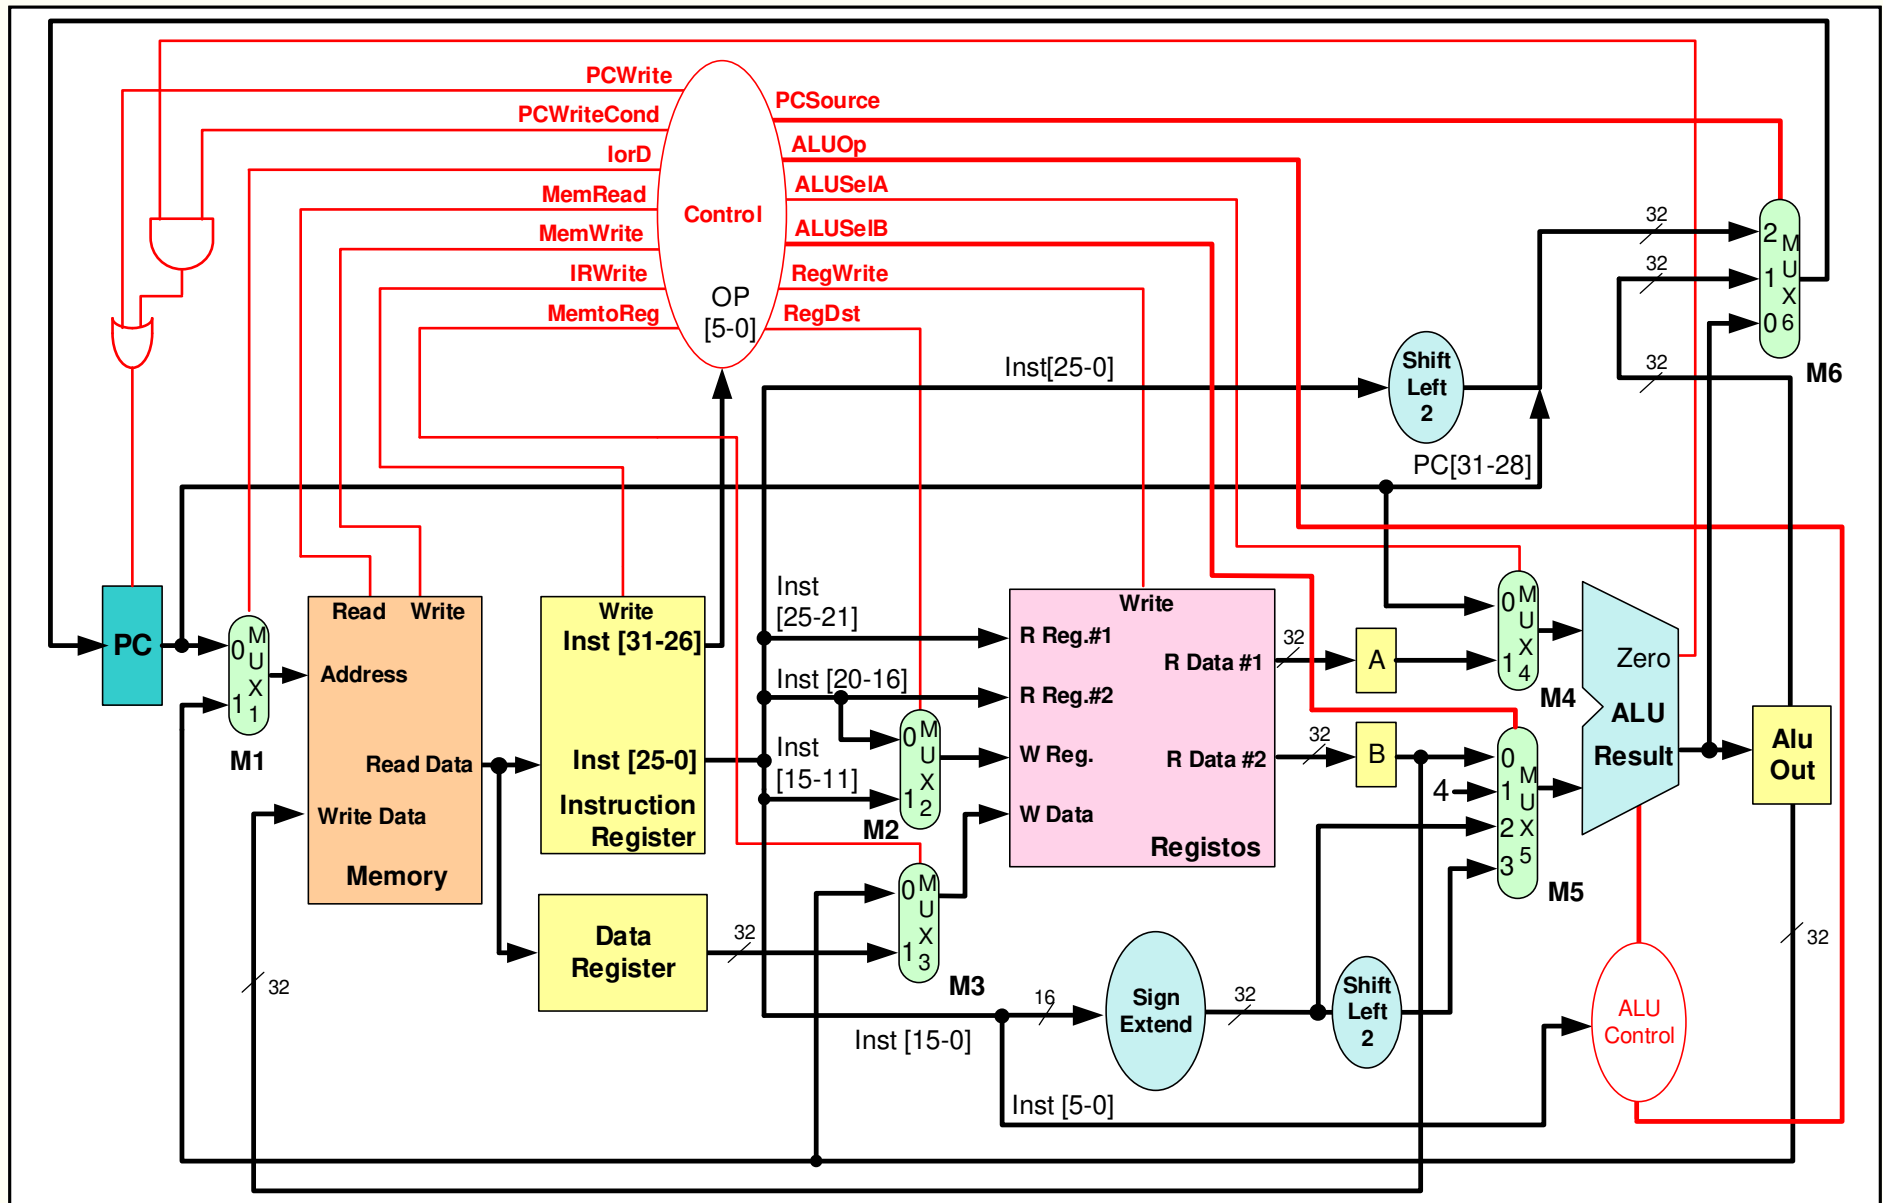 PCWrite
PCWriteCond
IorD
MemRead
MemWrite
IRWrite
MemtoReg
Control
OP
[5-0]
PCSource
ALUOp
ALUSelA
ALUSelB
RegWrite
RegDst
32
32
32
2
1
0
M
U
X
6
M6
Inst[25-0]
Shift
Left
2
PC[31-28]
PC
0
1
M
U
X
1
M1
Read Write
Address
Read Data
Write Data
Memory
32
Write
Inst [31-26]
Inst [25-0]
Instruction
Register
Data
Register
32
Inst
[25-21]
Inst [20-16]
Inst
[15-11]
0
1
M
U
X
2
M2
0
1
M
U
X
3
M3
Write
R Reg.#1
R Data #1
R Reg.#2
W Reg.
R Data #2
W Data
Registos
32
32
A
B
4
0
1
M
U
X
4
M4
0
1
2
3
M
U
X
5
M5
Zero
ALU
Result
Alu
Out
32
Inst [15-0]
16
Sign
Extend
32
Shift
Left
2
ALU
Control
Inst [5-0]